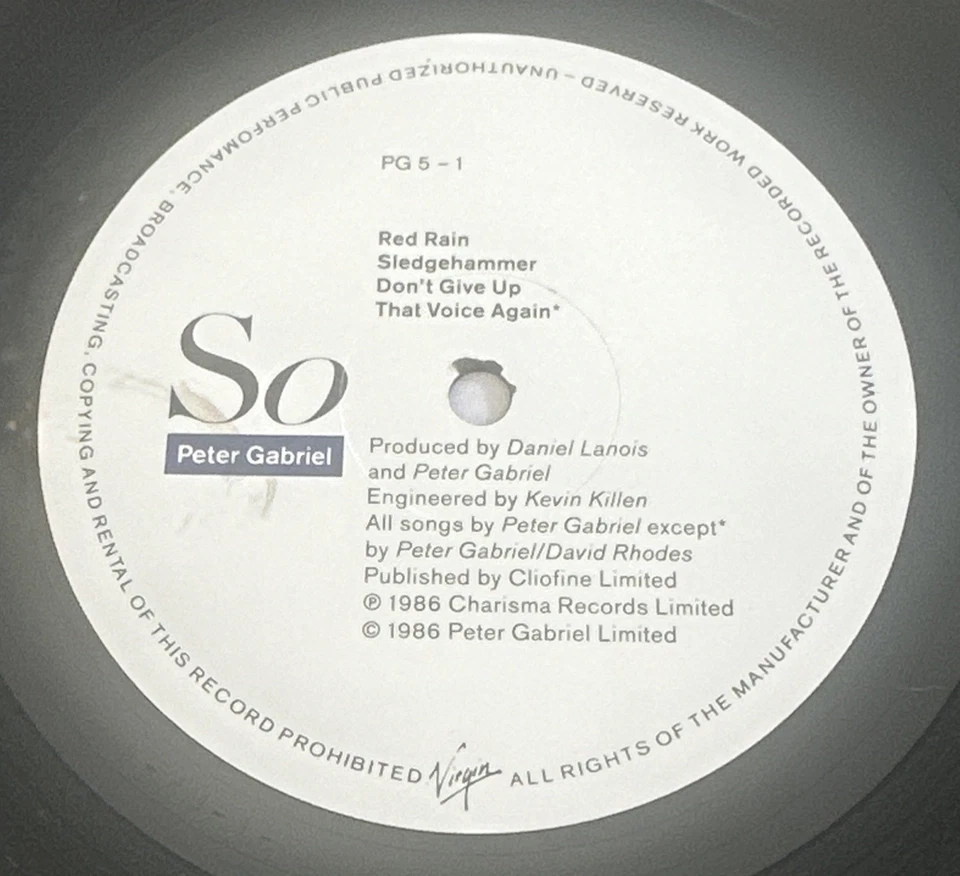 PG 5 – 1
Red Rain
Sledgehammer
Don't Give Up
That Voice Again*
So
Peter Gabriel
Produced by Daniel Lanois
and Peter Gabriel
Engineered by Kevin Killen
All songs by Peter Gabriel except*
by Peter Gabriel/David Rhodes
Published by Cliofine Limited
℗ 1986 Charisma Records Limited
© 1986 Peter Gabriel Limited
Virgin
ALL RIGHTS OF THE MANUFACTURER AND OF THE OWNER OF THE RECORDED WORK RESERVED – UNAUTHORIZED PUBLIC PERFOMANCE, BROADCASTING, COPYING AND RENTAL OF THIS RECORD PROHIBITED